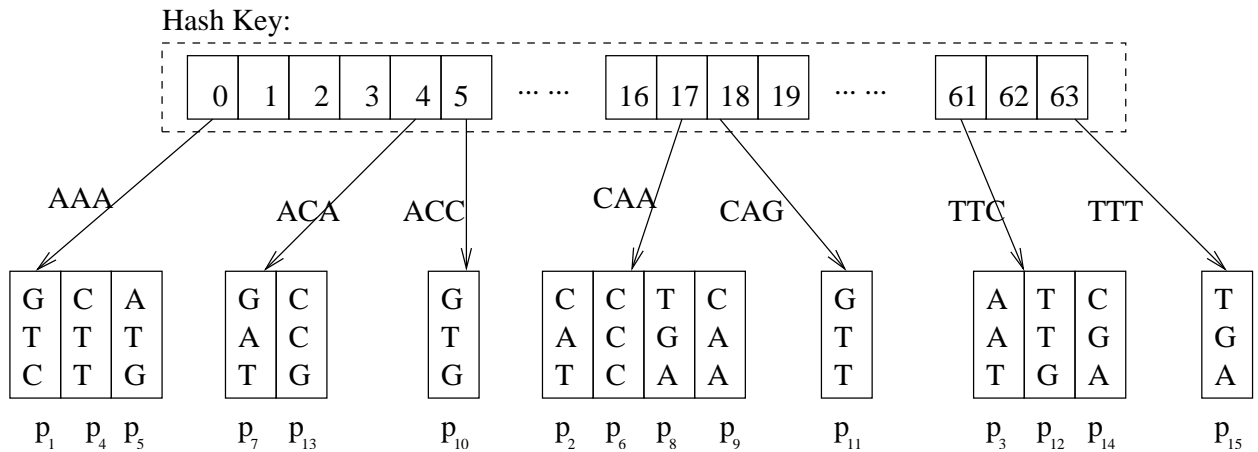 Hash Key:
0 1 2 3 4 5 ... ... 16 17 18 19 ... ... 61 62 63
AAA ACA ACC CAA CAG TTC TTT
G C A G C G C C T C G A T C T
T T T A C T A C G A T A T G G
C T G T G G T C A A T T G A A
p1 p4 p5 p7 p13 p10 p2 p6 p8 p9 p11 p3 p12 p14 p15